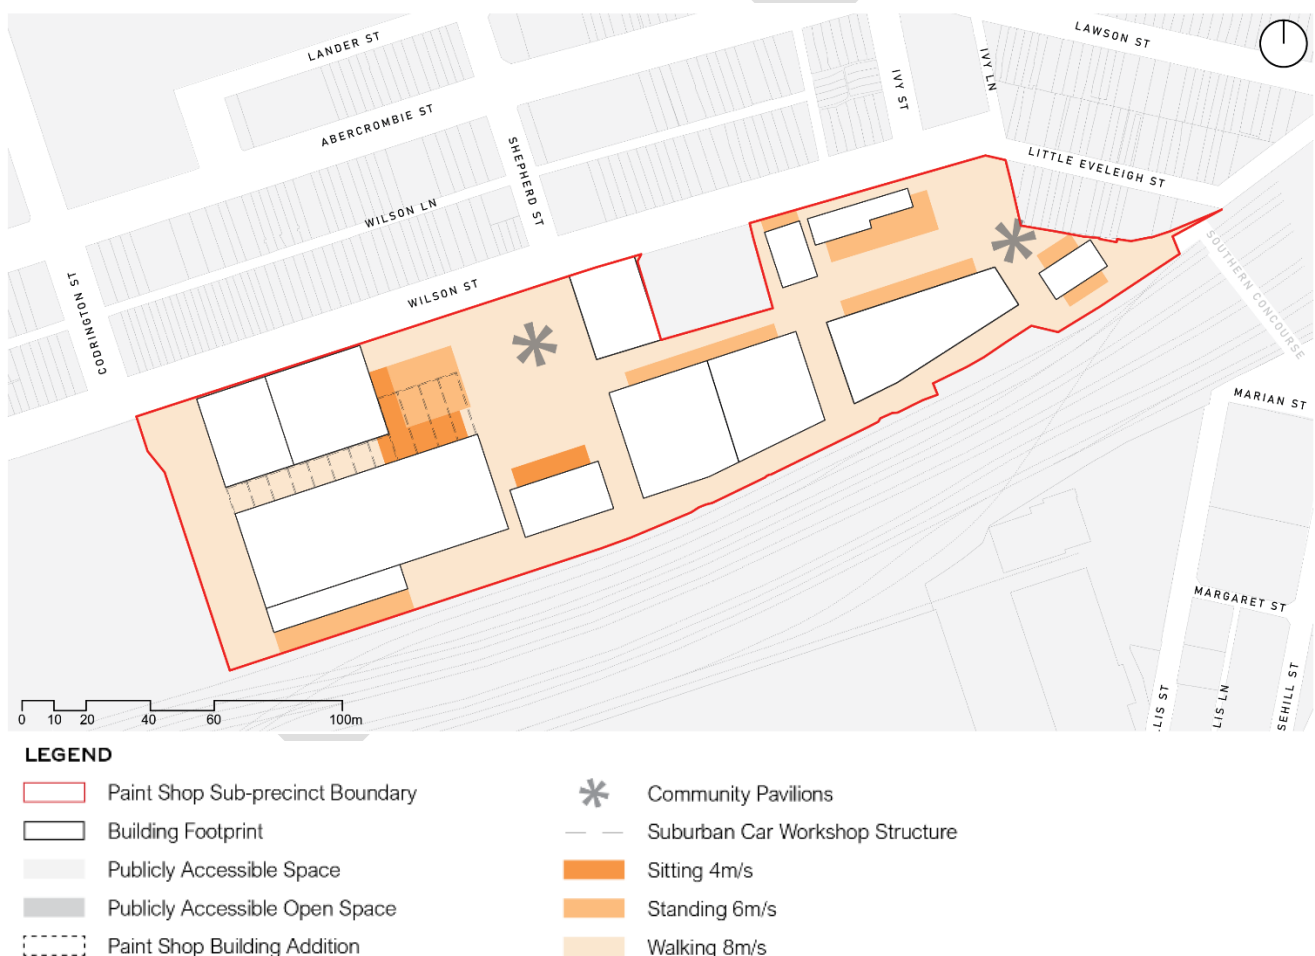 LANDER ST
LAWSON ST
IVY LN
IVY ST
ABERCROMBIE ST
SHEPHERD ST
LITTLE EVELEIGH ST
WILSON LN
SOUTHERN CONCOURSE
CODRINGTON ST
WILSON ST
MARIAN ST
MARGARET ST
LIS ST
LIS LN
SEHILL ST
0 10 20 40 60 100m
LEGEND
Paint Shop Sub-precinct Boundary
Building Footprint
Publicly Accessible Space
Publicly Accessible Open Space
Paint Shop Building Addition
Community Pavilions
Suburban Car Workshop Structure
Sitting 4m/s
Standing 6m/s
Walking 8m/s